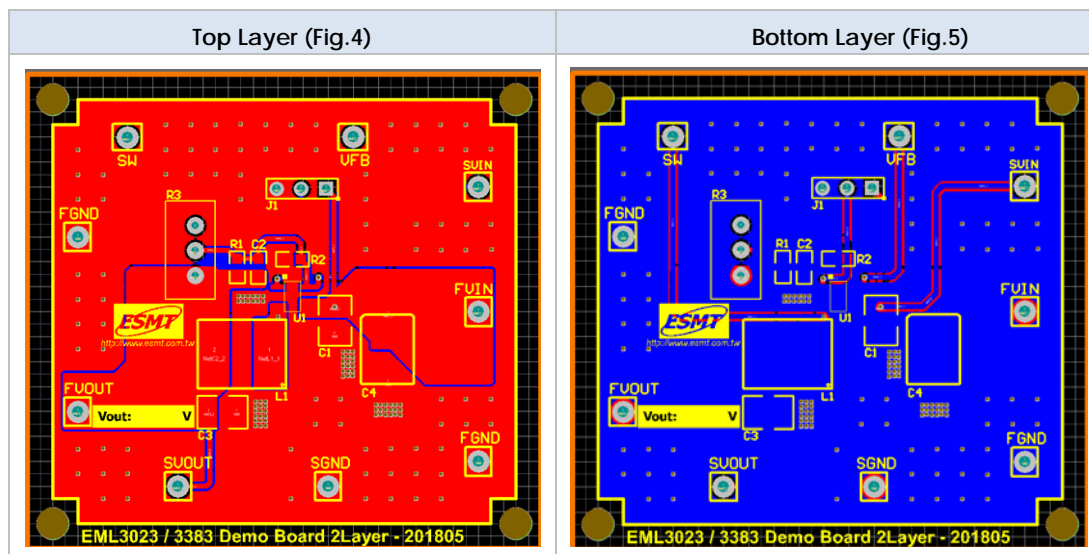 Top Layer (Fig.4)
Bottom Layer (Fig.5)
SW
VFB
SVIN
J1
R3
FGND
R1 C2
R2
FVIN
U1
ESMT
http://www.esmt.com.tw
C1
L1
C4
FVOUT
Vout: V
C3
FGND
SVOUT
SGND
EML3023 / 3383 Demo Board 2Layer - 201805
SW
VFB
SVIN
J1
R3
FGND
R1 C2
R2
FVIN
U1
ESMT
http://www.esmt.com.tw
C1
L1
C4
FVOUT
Vout: V
C3
FGND
SVOUT
SGND
EML3023 / 3383 Demo Board 2Layer - 201805